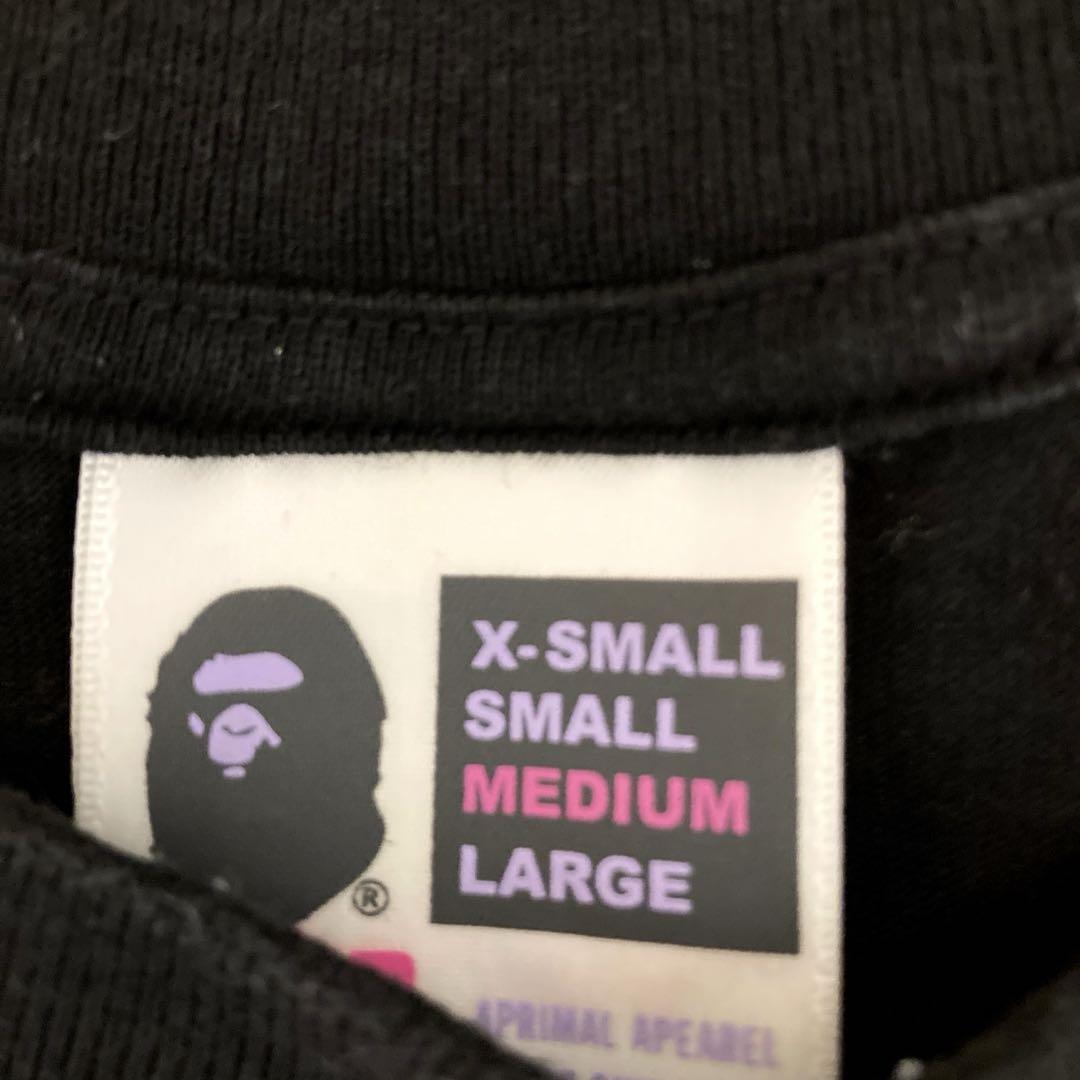 X-SMALL
SMALL
MEDIUM
LARGE
®
APRIMAL APEAREL